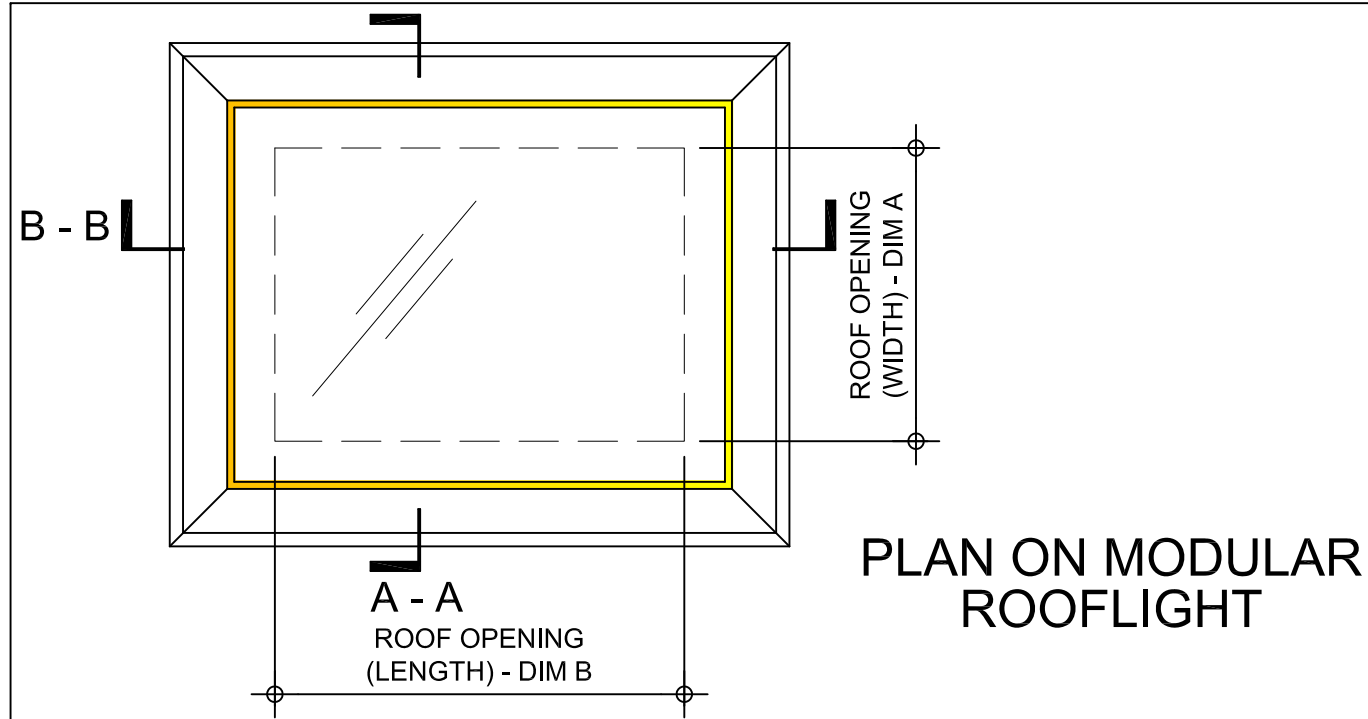 B - B
ROOF OPENING
(WIDTH) - DIM A
PLAN ON MODULAR
ROOFLIGHT
A - A
ROOF OPENING
(LENGTH) - DIM B